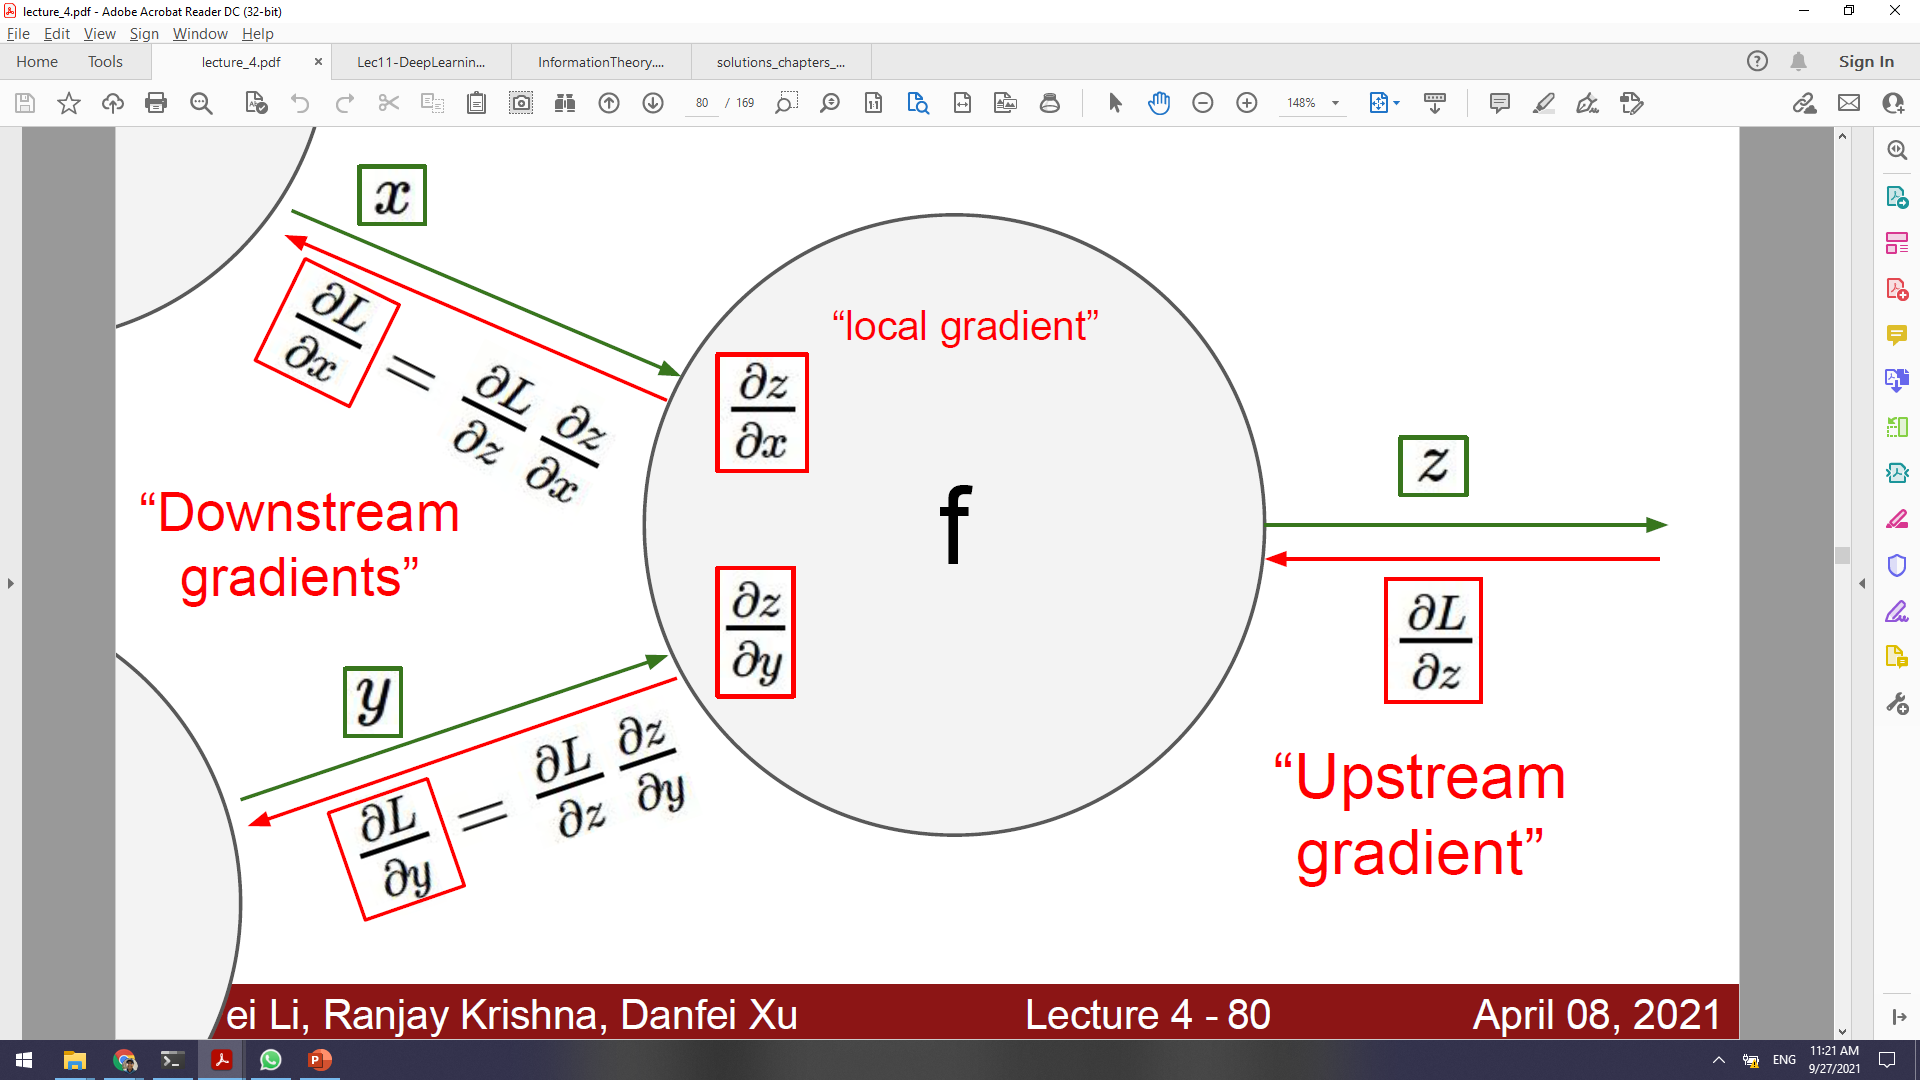 lecture_4.pdf - Adobe Acrobat Reader DC (32-bit)
File Edit View Sign Window Help
Home Tools lecture_4.pdf × Lec11-DeepLearnin... InformationTheory.... solutions_chapters_... Sign In
80 / 169 148%
x
∂L/∂x = ∂L/∂z ∂z/∂x
“local gradient”
∂z/∂x
f
z
“Downstream
gradients”
∂z/∂y
∂L/∂z
y
∂L/∂y = ∂L/∂z ∂z/∂y
“Upstream
gradient”
ei Li, Ranjay Krishna, Danfei Xu Lecture 4 - 80 April 08, 2021
ENG 11:21 AM
9/27/2021